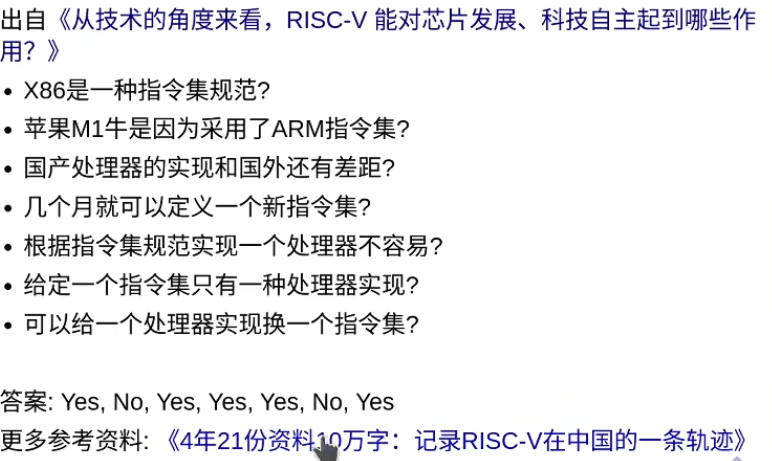 出自《从技术的角度来看，RISC-V 能对芯片发展、科技自主起到哪些作
用？》
• X86是一种指令集规范?
• 苹果M1牛是因为采用了ARM指令集?
• 国产处理器的实现和国外还有差距?
• 几个月就可以定义一个新指令集?
• 根据指令集规范实现一个处理器不容易?
• 给定一个指令集只有一种处理器实现?
• 可以给一个处理器实现换一个指令集?
答案: Yes, No, Yes, Yes, Yes, No, Yes
更多参考资料: 《4年21份资料10万字：记录RISC-V在中国的一条轨迹》